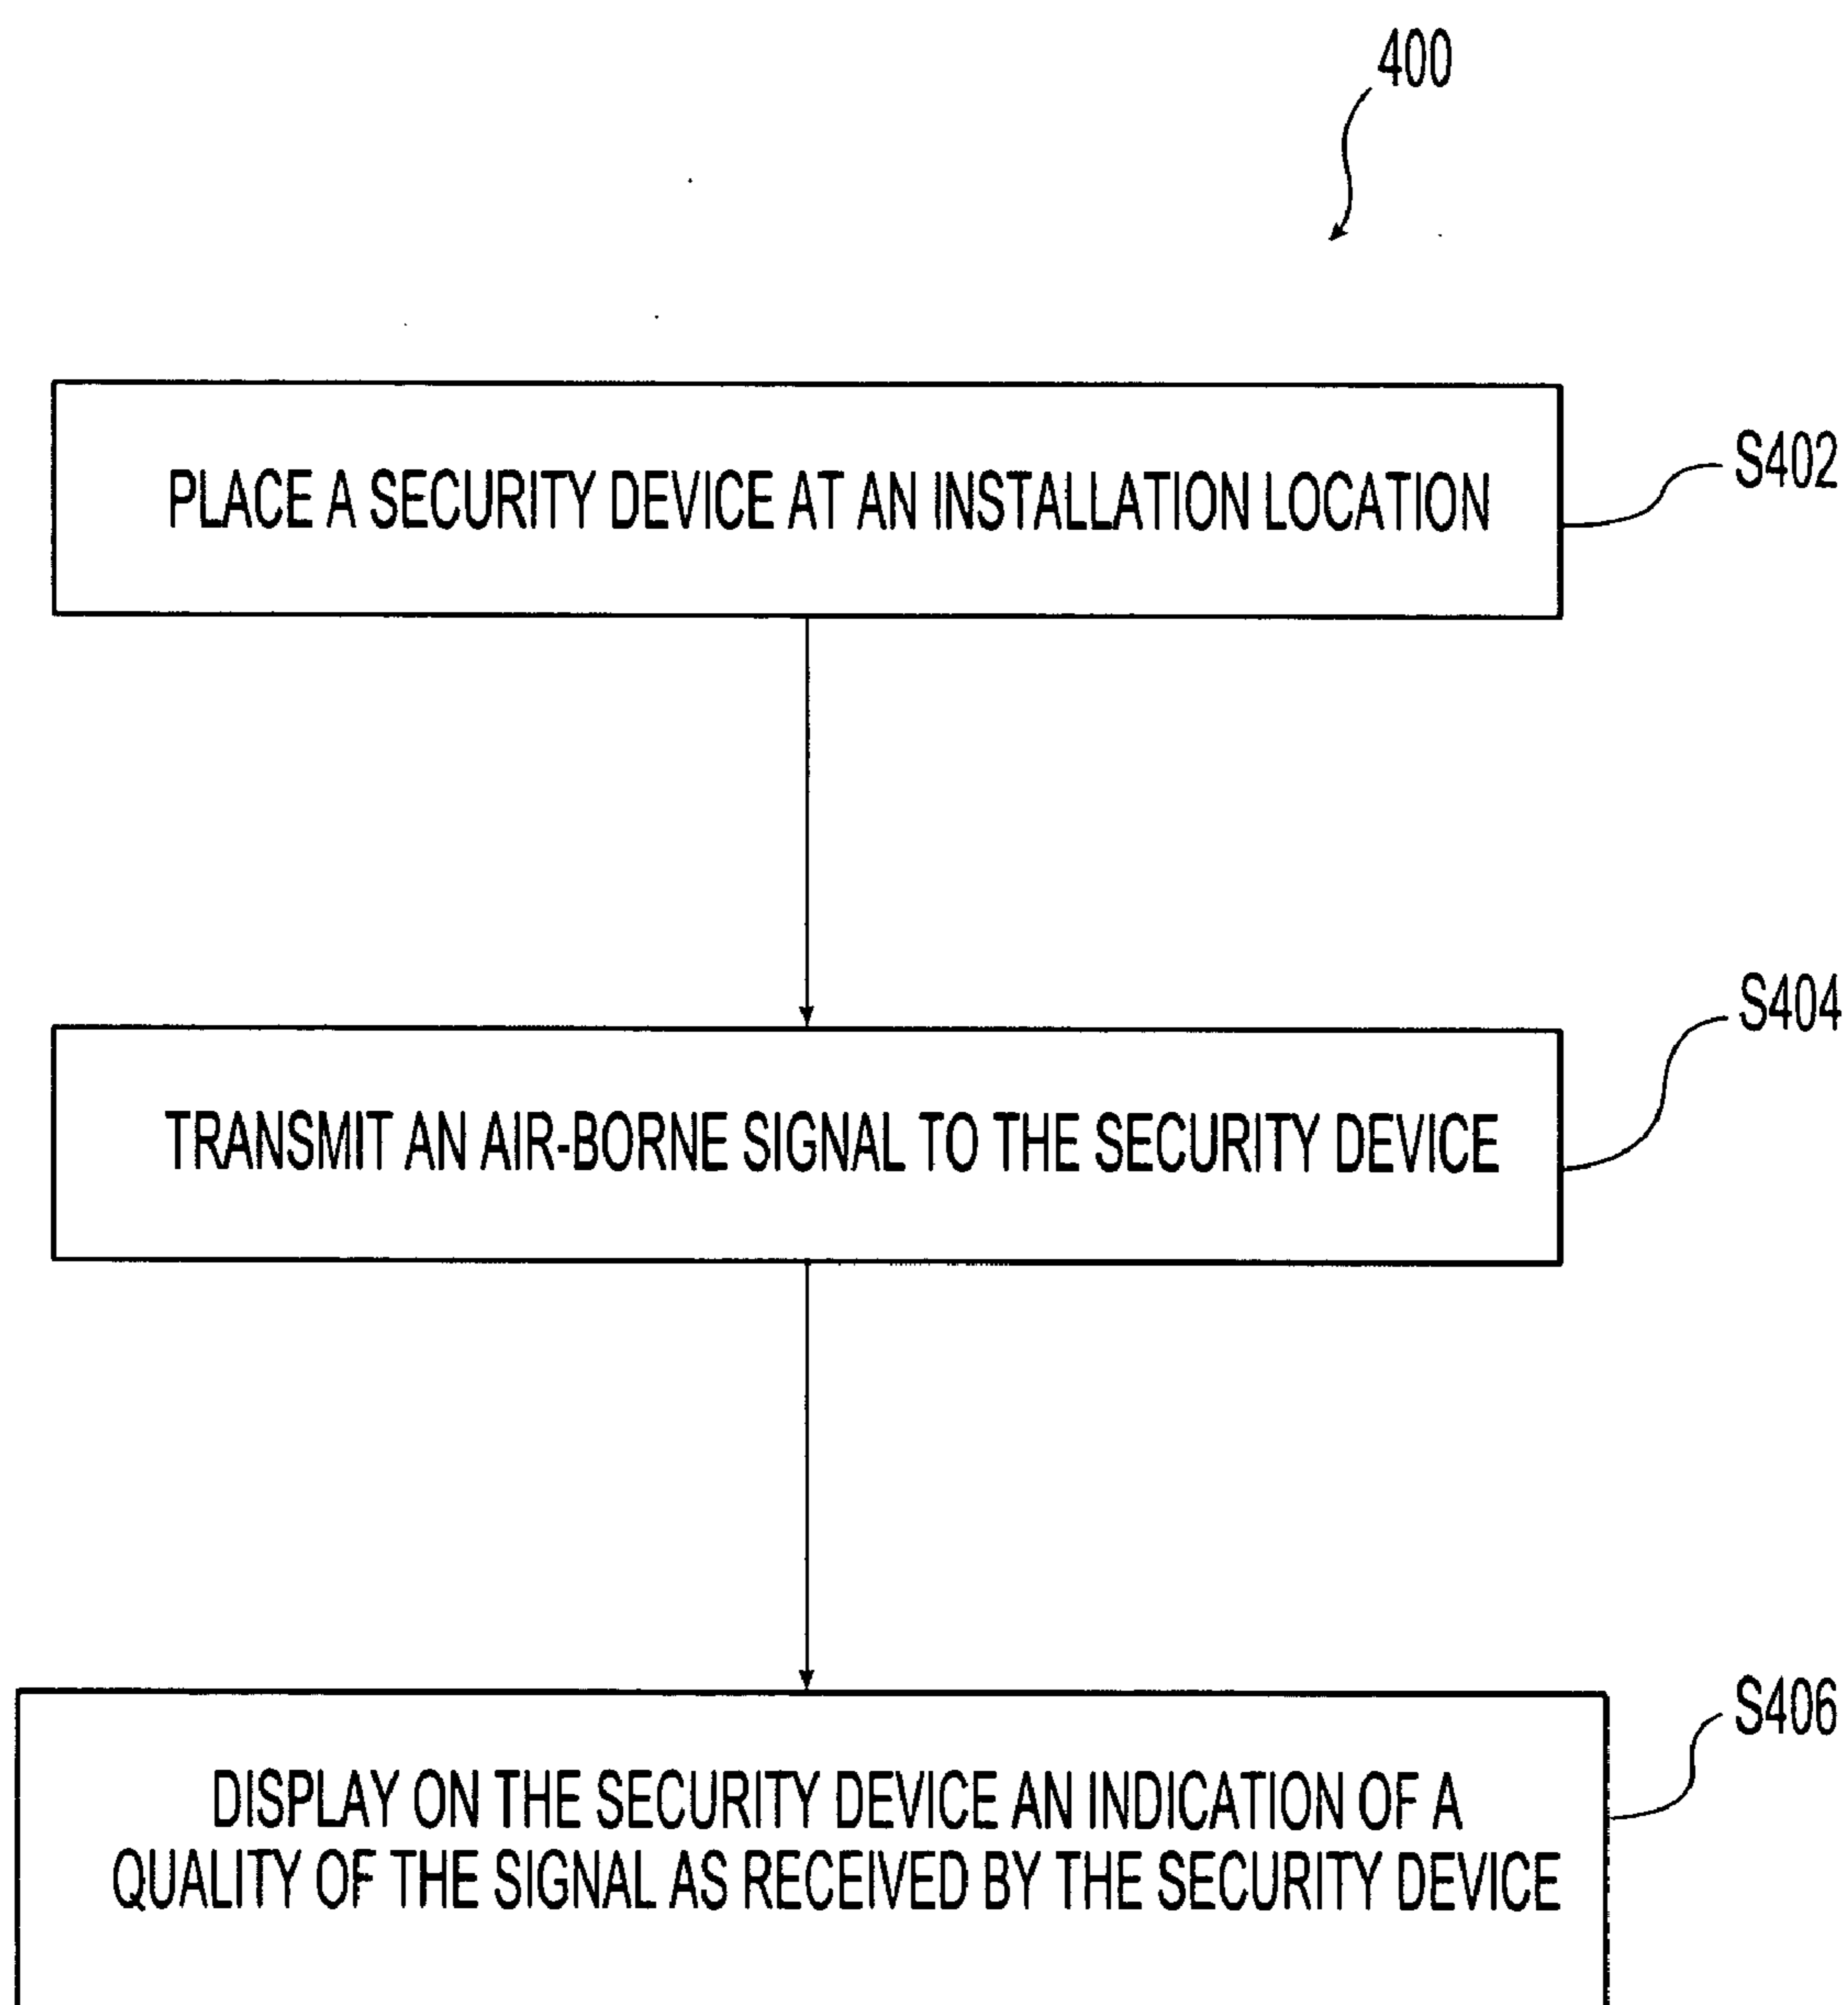 400
PLACE A SECURITY DEVICE AT AN INSTALLATION LOCATION
S402
TRANSMIT AN AIR-BORNE SIGNAL TO THE SECURITY DEVICE
S404
DISPLAY ON THE SECURITY DEVICE AN INDICATION OF A
QUALITY OF THE SIGNAL AS RECEIVED BY THE SECURITY DEVICE
S406